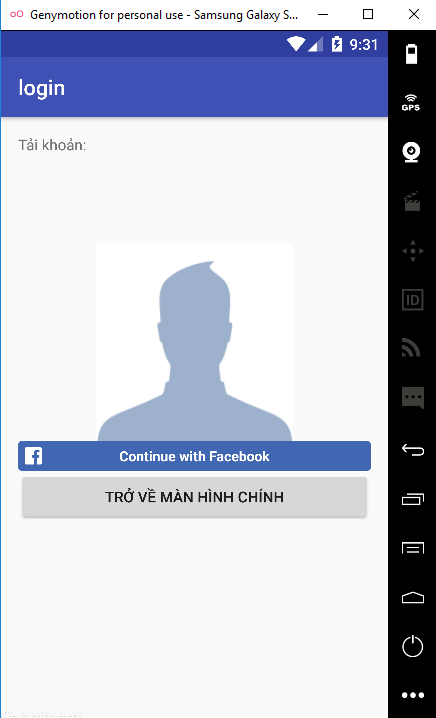 Genymotion for personal use - Samsung Galaxy S...
9:31
login
GPS
Tải khoản:
ID
Continue with Facebook
TRỞ VỀ MÀN HÌNH CHÍNH